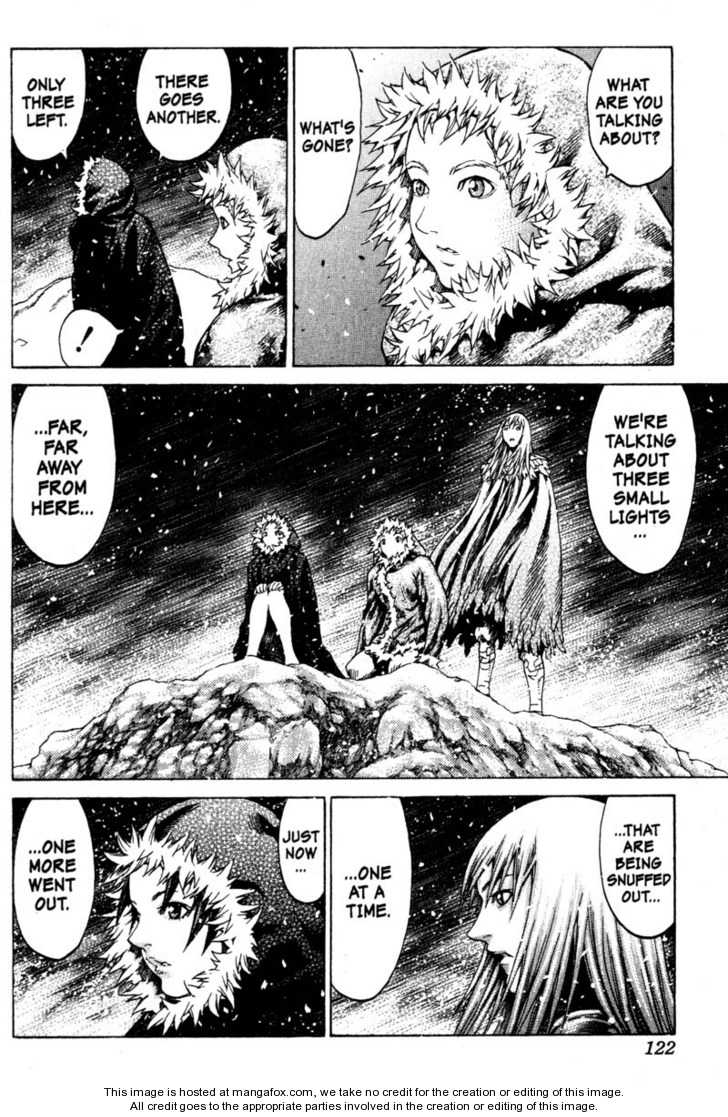 WHAT
ARE YOU
TALKING
ABOUT?
WHAT'S
GONE?
THERE
GOES
ANOTHER.
ONLY
THREE
LEFT.
!
WE'RE
TALKING
ABOUT
THREE
SMALL
LIGHTS
...
...FAR,
FAR
AWAY
FROM
HERE...
...THAT
ARE
BEING
SNUFFED
OUT...
...ONE
AT A
TIME.
JUST
NOW
...
...ONE
MORE
WENT
OUT.
122
This image is hosted at mangafox.com, we take no credit for the creation or editing of this image.
All credit goes to the appropriate parties involved in the creation or editing of this image.